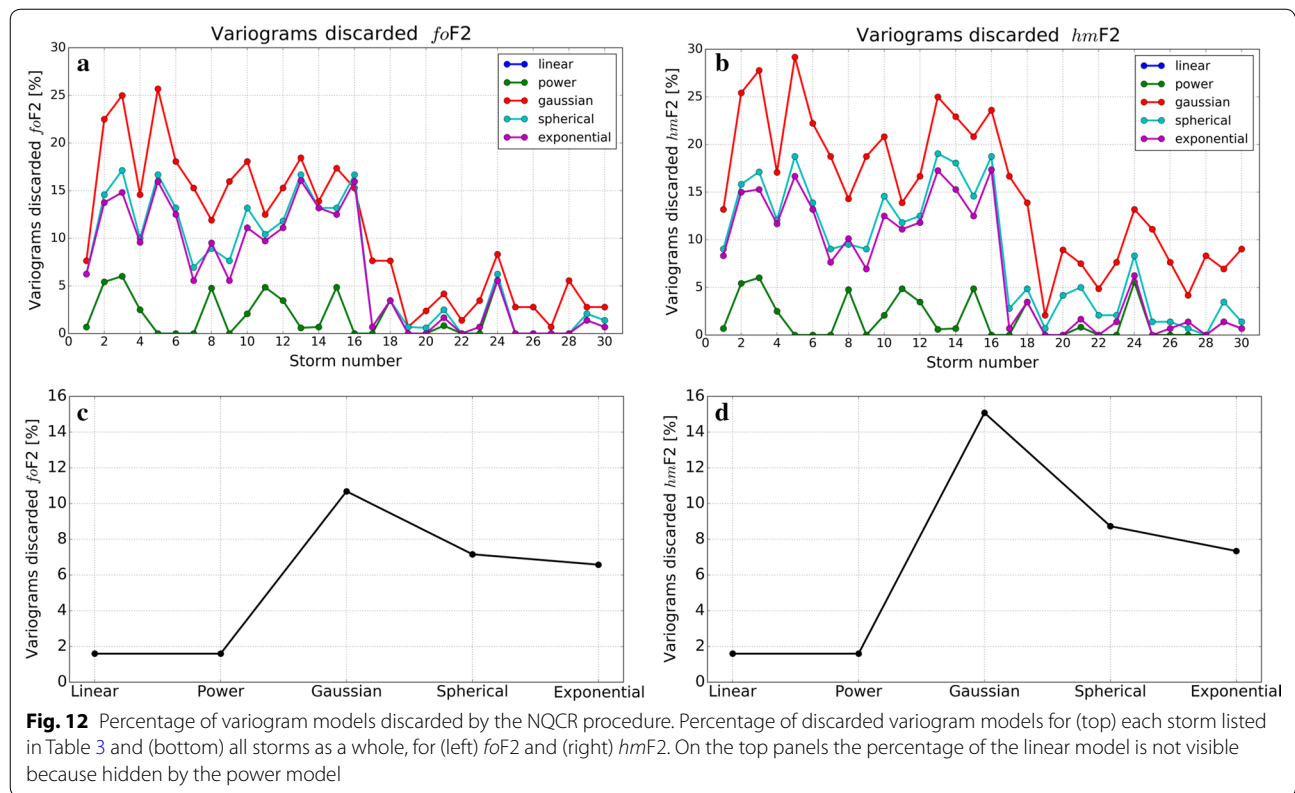 Variograms discarded foF2
a
Variograms discarded foF2 [%]
30
25
20
15
10
5
0
linear
power
gaussian
spherical
exponential
0 2 4 6 8 10 12 14 16 18 20 22 24 26 28 30
Storm number
Variograms discarded hmF2
b
Variograms discarded hmF2 [%]
30
25
20
15
10
5
0
linear
power
gaussian
spherical
exponential
0 2 4 6 8 10 12 14 16 18 20 22 24 26 28 30
Storm number
c
Variograms discarded foF2 [%]
16
14
12
10
8
6
4
2
0
Linear Power Gaussian Spherical Exponential
d
Variograms discarded hmF2 [%]
16
14
12
10
8
6
4
2
0
Linear Power Gaussian Spherical Exponential
Fig. 12 Percentage of variogram models discarded by the NQCR procedure. Percentage of discarded variogram models for (top) each storm listed
in Table 3 and (bottom) all storms as a whole, for (left) foF2 and (right) hmF2. On the top panels the percentage of the linear model is not visible
because hidden by the power model